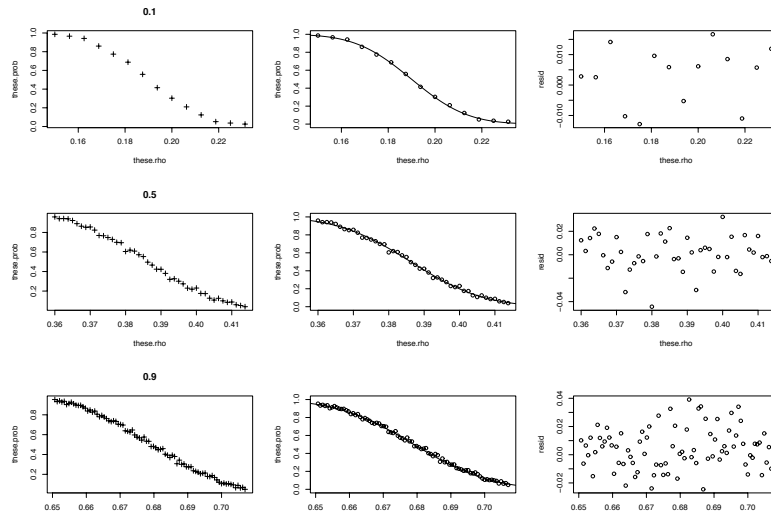 0.1
these.prob
0.0 0.2 0.4 0.6 0.8 1.0
0.16 0.18 0.20 0.22
these.rho
these.prob
0.0 0.2 0.4 0.6 0.8 1.0
0.16 0.18 0.20 0.22
these.rho
resid
-0.010 0.000 0.010
0.16 0.18 0.20 0.22
these.rho
0.5
these.prob
0.2 0.4 0.6 0.8
0.36 0.37 0.38 0.39 0.40 0.41
these.rho
these.prob
0.0 0.2 0.4 0.6 0.8 1.0
0.36 0.37 0.38 0.39 0.40 0.41
these.rho
resid
-0.04 0.00 0.02
0.36 0.37 0.38 0.39 0.40 0.41
these.rho
0.9
these.prob
0.2 0.4 0.6 0.8
0.65 0.66 0.67 0.68 0.69 0.70
these.prob
0.0 0.2 0.4 0.6 0.8 1.0
0.65 0.66 0.67 0.68 0.69 0.70
resid
-0.02 0.00 0.02 0.04
0.65 0.66 0.67 0.68 0.69 0.70